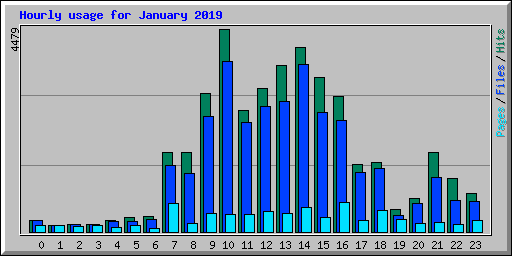 Hourly usage for January 2019
4479
Pages/Files/Hits
0 1 2 3 4 5 6 7 8 9 10 11 12 13 14 15 16 17 18 19 20 21 22 23